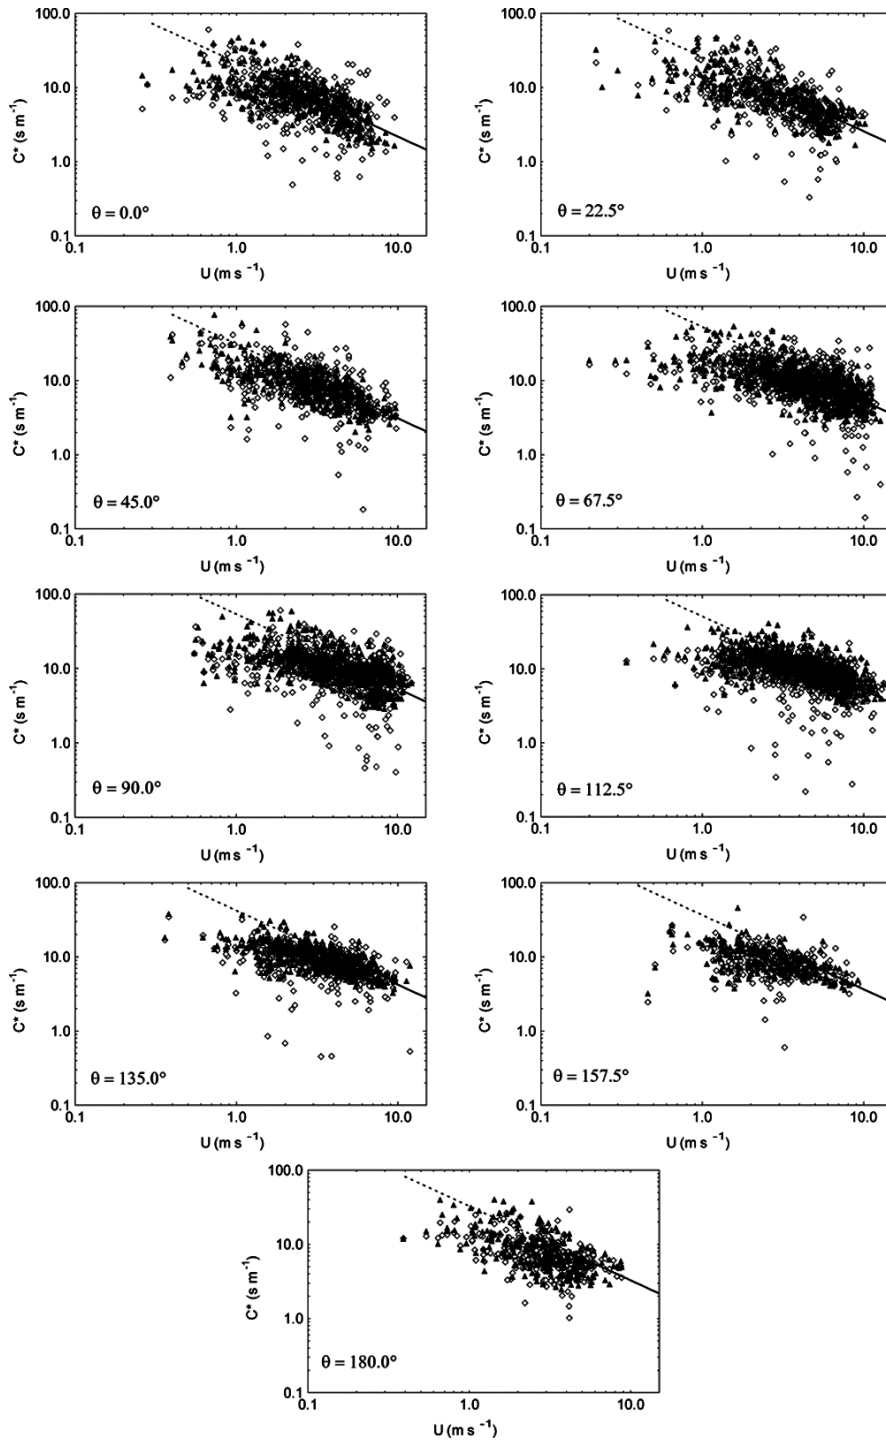 100.0
10.0
C* (s m⁻¹)
1.0
θ = 0.0°
0.1
0.1 1.0 10.0
U (m s ⁻¹)
100.0
10.0
C* (s m⁻¹)
1.0
θ = 22.5°
0.1
0.1 1.0 10.0
U (m s ⁻¹)
100.0
10.0
C* (s m⁻¹)
1.0
θ = 45.0°
0.1
0.1 1.0 10.0
U (m s ⁻¹)
100.0
10.0
C* (s m⁻¹)
1.0
θ = 67.5°
0.1
0.1 1.0 10.0
U (m s ⁻¹)
100.0
10.0
C* (s m⁻¹)
1.0
θ = 90.0°
0.1
0.1 1.0 10.0
U (m s ⁻¹)
100.0
10.0
C* (s m⁻¹)
1.0
θ = 112.5°
0.1
0.1 1.0 10.0
U (m s ⁻¹)
100.0
10.0
C* (s m⁻¹)
1.0
θ = 135.0°
0.1
0.1 1.0 10.0
U (m s ⁻¹)
100.0
10.0
C* (s m⁻¹)
1.0
θ = 157.5°
0.1
0.1 1.0 10.0
U (m s ⁻¹)
100.0
10.0
C* (s m⁻¹)
1.0
θ = 180.0°
0.1
0.1 1.0 10.0
U (m s ⁻¹)